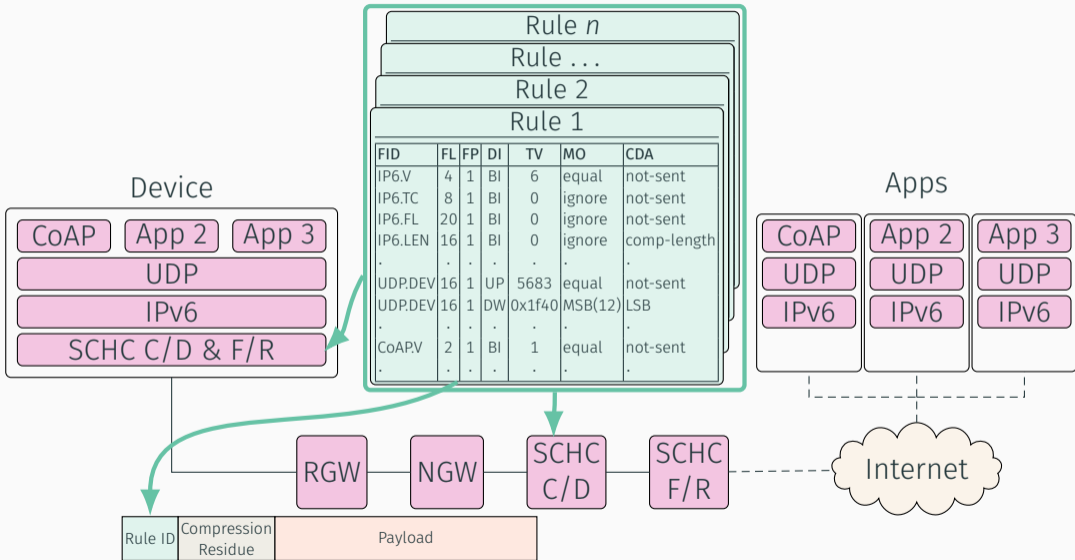 Rule n
Rule ...
Rule 2
Rule 1
FID FL FP DI TV MO CDA
IP6.V 4 1 BI 6 equal not-sent
IP6.TC 8 1 BI 0 ignore not-sent
IP6.FL 20 1 BI 0 ignore not-sent
IP6.LEN 16 1 BI 0 ignore comp-length
. . . . . . .
UDP.DEV 16 1 UP 5683 equal not-sent
UDP.DEV 16 1 DW 0x1f40 MSB(12) LSB
. . . . . . .
CoAP.V 2 1 BI 1 equal not-sent
. . . . . . .
Device
CoAP App 2 App 3
UDP
IPv6
SCHC C/D & F/R
Apps
CoAP App 2 App 3
UDP UDP UDP
IPv6 IPv6 IPv6
RGW
NGW
SCHC
C/D
SCHC
F/R
Internet
Rule ID
Compression
Residue
Payload